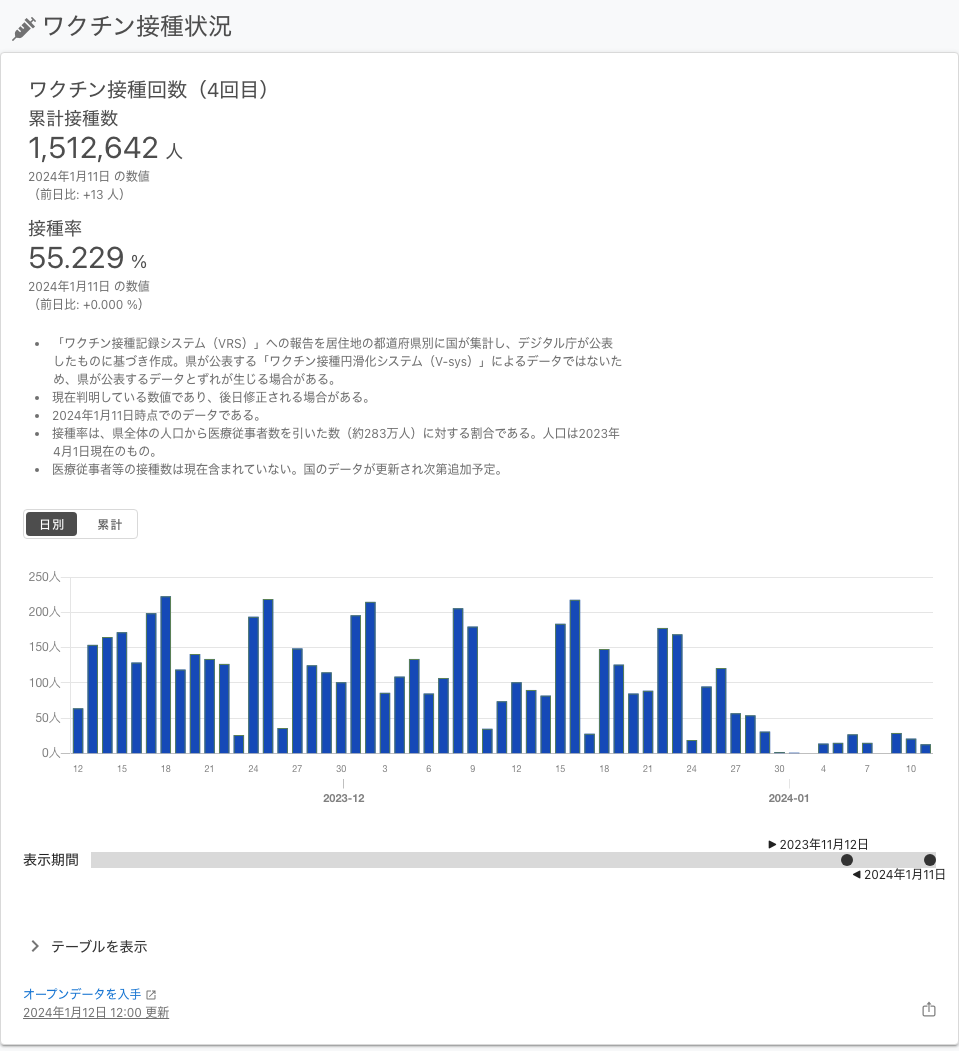 ワクチン接種状況
ワクチン接種回数（4回目）
累計接種数
1,512,642 人
2024年1月11日 の数値
（前日比: +13 人）
接種率
55.229 %
2024年1月11日 の数値
（前日比: +0.000 %）
• 「ワクチン接種記録システム（VRS）」への報告を居住地の都道府県別に国が集計し、デジタル庁が公表
したものに基づき作成。県が公表する「ワクチン接種円滑化システム（V-sys）」によるデータではないた
め、県が公表するデータとずれが生じる場合がある。
• 現在判明している数値であり、後日修正される場合がある。
• 2024年1月11日時点でのデータである。
• 接種率は、県全体の人口から医療従事者数を引いた数（約283万人）に対する割合である。人口は2023年
4月1日現在のもの。
• 医療従事者等の接種数は現在含まれていない。国のデータが更新され次第追加予定。
日別 累計
250人
200人
150人
100人
50人
0人
12 15 18 21 24 27 30 3 6 9 12 15 18 21 24 27 30 4 7 10
2023-12 2024-01
▶ 2023年11月12日
表示期間
◀ 2024年1月11日
テーブルを表示
オープンデータを入手
2024年1月12日 12:00 更新